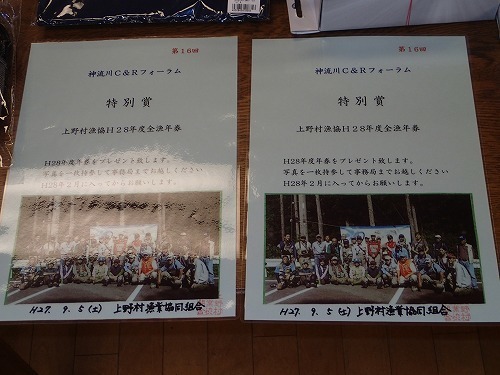 第16回
神流川C&Rフォーラム
特別賞
上野村漁協H28年度全漁年券
H28年度年券をプレゼント致します。
写真を一枚持参して事務局までお越しください
H28年2月に入ってからお願いします。
H27. 9. 5 (土) 上野村漁業協同組合
第16回
神流川C&Rフォーラム
特別賞
上野村漁協H28年度全漁年券
H28年度年券をプレゼント致します。
写真を一枚持参して事務局までお越しください
H28年2月に入ってからお願いします。
H27. 9. 5 (土) 上野村漁業協同組合